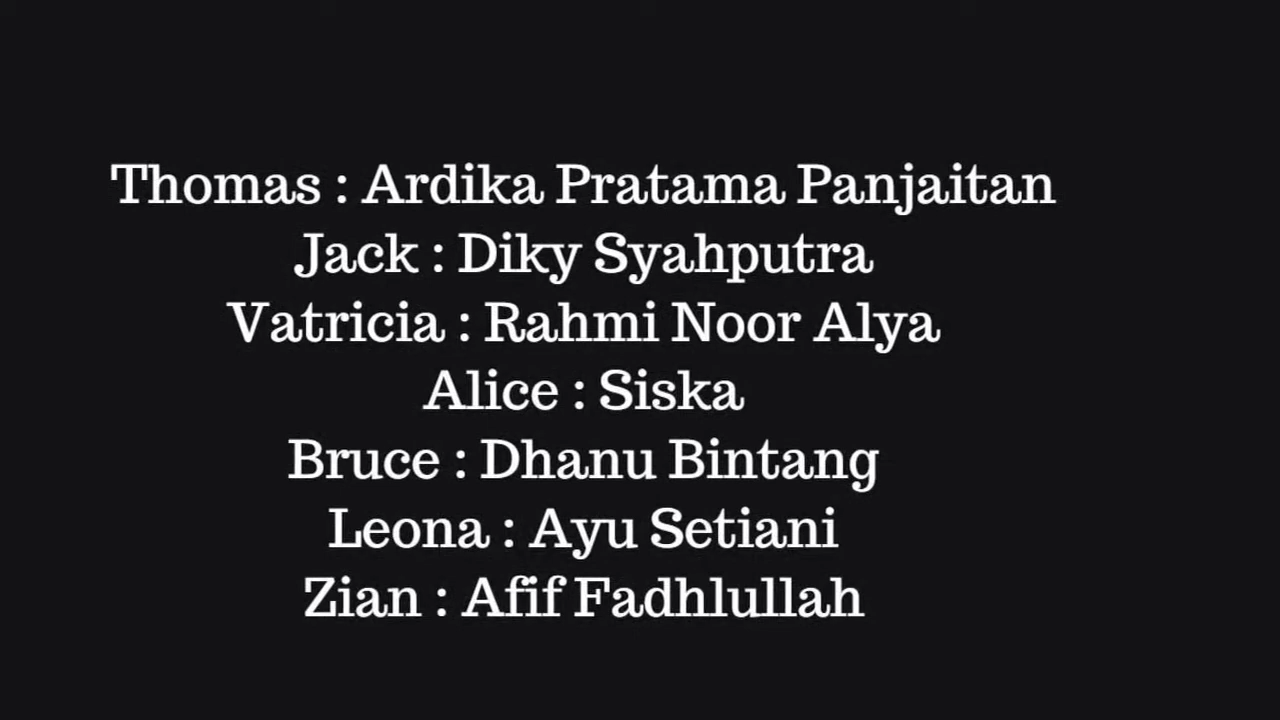 Thomas : Ardika Pratama Panjaitan
Jack : Diky Syahputra
Vatricia : Rahmi Noor Alya
Alice : Siska
Bruce : Dhanu Bintang
Leona : Ayu Setiani
Zian : Afif Fadhlullah